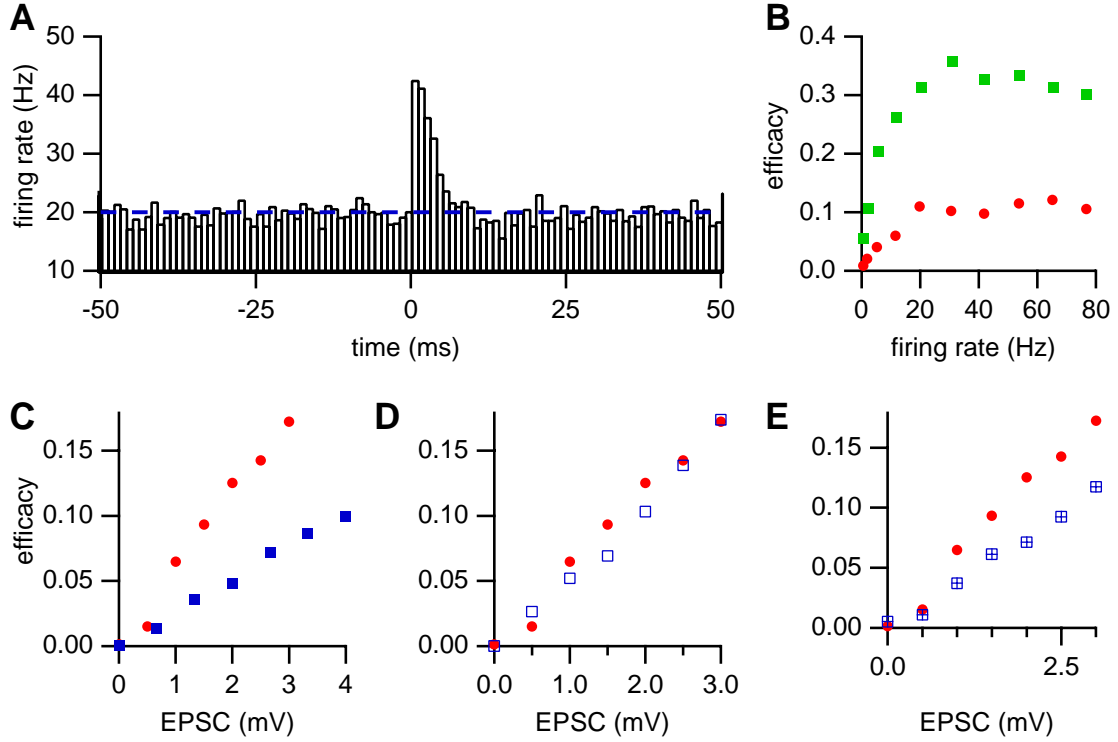 A
firing rate (Hz)
50
40
30
20
10
-50 -25 0 25 50
time (ms)
B
efficacy
0.4
0.3
0.2
0.1
0.0
0 20 40 60 80
firing rate (Hz)
C
efficacy
0.15
0.10
0.05
0.00
0 1 2 3 4
EPSC (mV)
D
0.15
0.10
0.05
0.00
0.0 1.0 2.0 3.0
EPSC (mV)
E
0.15
0.10
0.05
0.00
0.0 2.5
EPSC (mV)